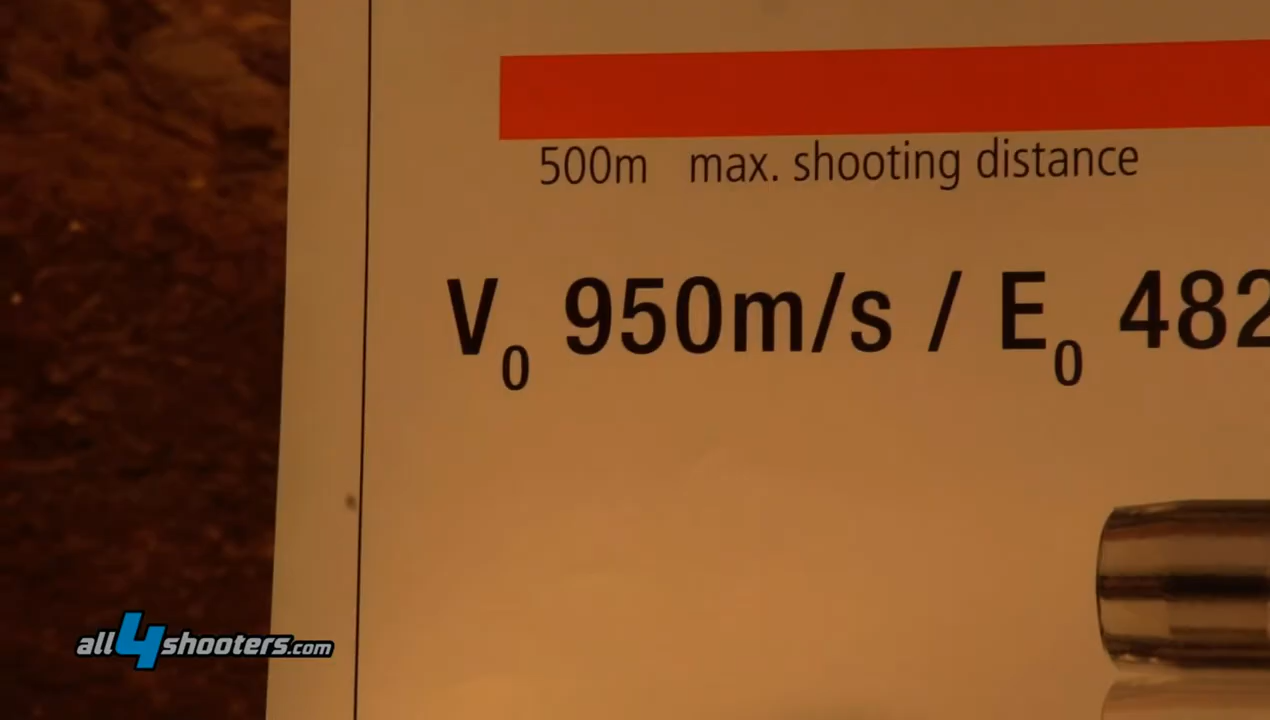 500m max. shooting distance
V₀ 950m/s / E₀ 482
all4shooters.com